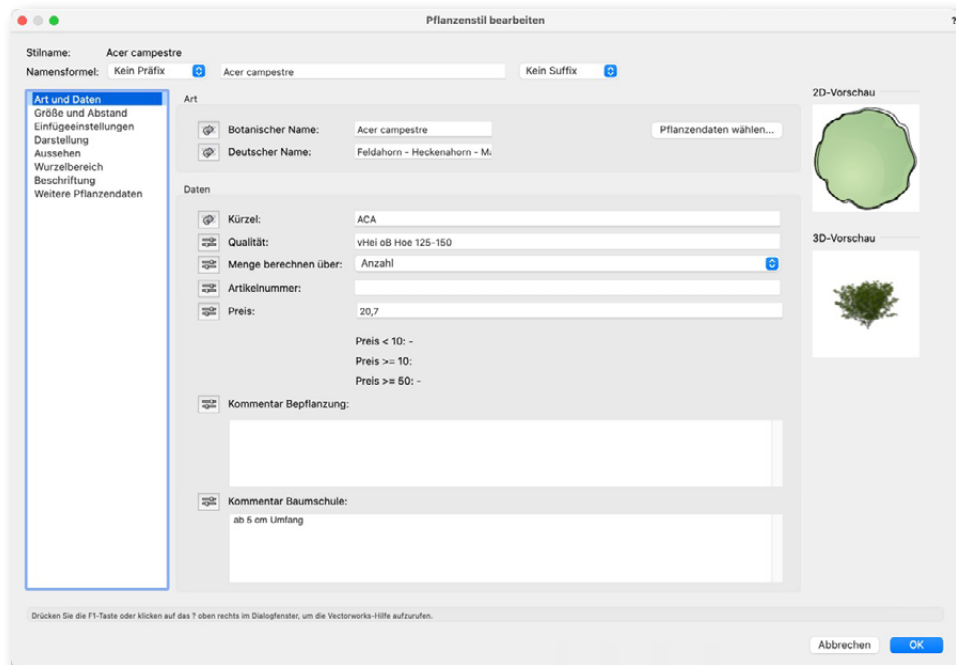 Pflanzenstil bearbeiten
?
Stilname: Acer campestre
Namensformel: Kein Präfix Acer campestre Kein Suffix
Art und Daten
Größe und Abstand
Einfügeeinstellungen
Darstellung
Aussehen
Wurzelbereich
Beschriftung
Weitere Pflanzendaten
Art
Botanischer Name: Acer campestre Pflanzendaten wählen...
Deutscher Name: Feldahorn - Heckenahorn - Ma
Daten
Kürzel: ACA
Qualität: vHei oB Hoe 125-150
Menge berechnen über: Anzahl
Artikelnummer:
Preis: 20,7
Preis < 10: -
Preis >= 10:
Preis >= 50: -
Kommentar Bepflanzung:
Kommentar Baumschule:
ab 5 cm Umfang
2D-Vorschau
3D-Vorschau
Drücken Sie die F1-Taste oder klicken auf das ? oben rechts im Dialogfenster, um die Vectorworks-Hilfe aufzurufen.
Abbrechen OK